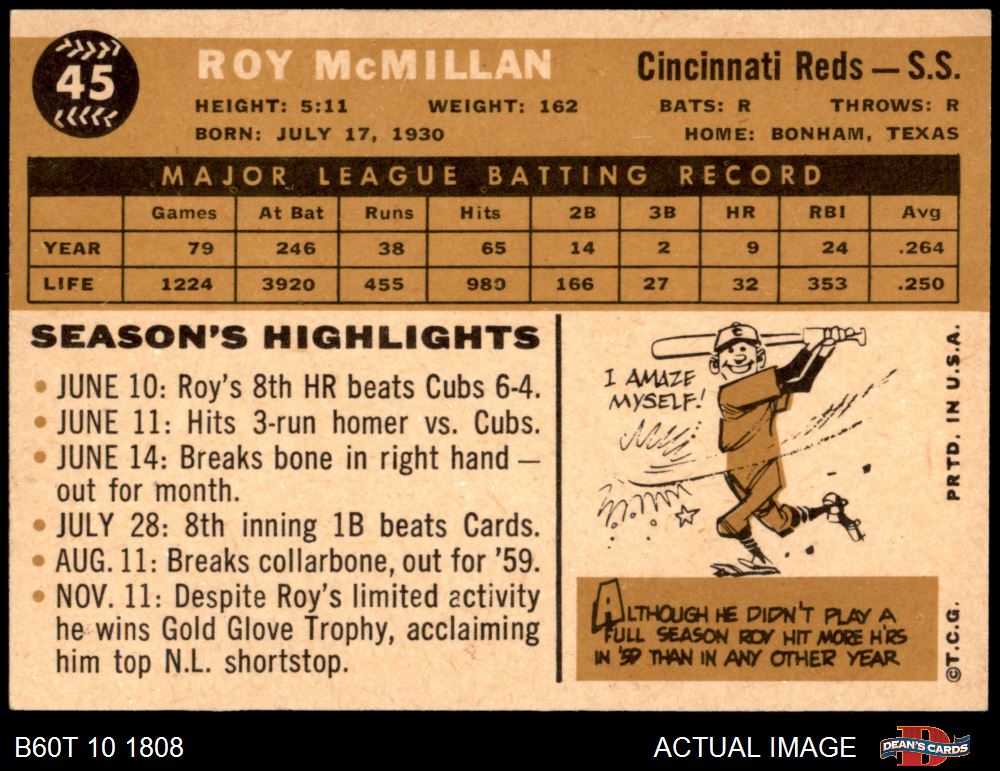 45
ROY McMILLAN
Cincinnati Reds — S.S.
HEIGHT: 5:11 WEIGHT: 162 BATS: R THROWS: R
BORN: JULY 17, 1930 HOME: BONHAM, TEXAS
MAJOR LEAGUE BATTING RECORD
Games At Bat Runs Hits 2B 3B HR RBI Avg
YEAR 79 246 38 65 14 2 9 24 .264
LIFE 1224 3920 455 980 166 27 32 353 .250
SEASON'S HIGHLIGHTS
• JUNE 10: Roy's 8th HR beats Cubs 6-4.
• JUNE 11: Hits 3-run homer vs. Cubs.
• JUNE 14: Breaks bone in right hand —
out for month.
• JULY 28: 8th inning 1B beats Cards.
• AUG. 11: Breaks collarbone, out for '59.
• NOV. 11: Despite Roy's limited activity
he wins Gold Glove Trophy, acclaiming
him top N.L. shortstop.
I AMAZE
MYSELF!
C
ALTHOUGH HE DIDN'T PLAY A
FULL SEASON ROY HIT MORE H'RS
IN '59 THAN IN ANY OTHER YEAR
©T.C.G. PRTD. IN U.S.A.
B60T 10 1808
ACTUAL IMAGE
D
DEAN'S CARDS